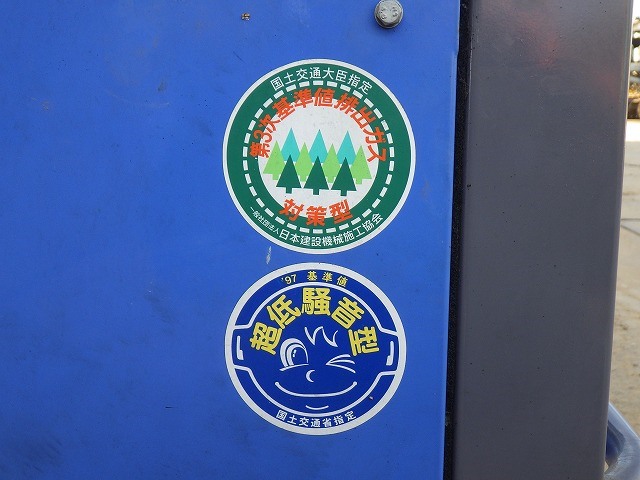 国土交通大臣指定
第3次基準値排出ガス
対策型
一般社団法人日本建設機械施工協会
'97 基準値
超低騒音型
国土交通省指定